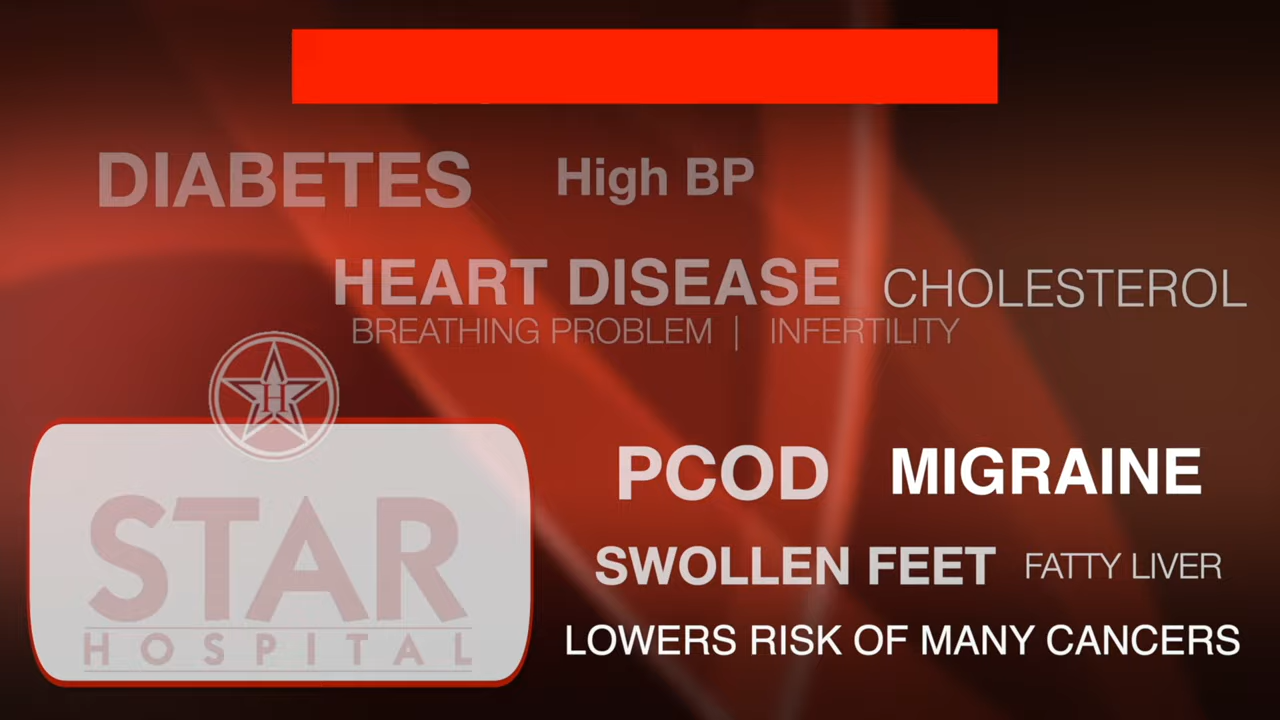 DIABETES High BP
HEART DISEASE CHOLESTEROL
BREATHING PROBLEM | INFERTILITY
H
STAR
HOSPITAL
PCOD MIGRAINE
SWOLLEN FEET FATTY LIVER
LOWERS RISK OF MANY CANCERS